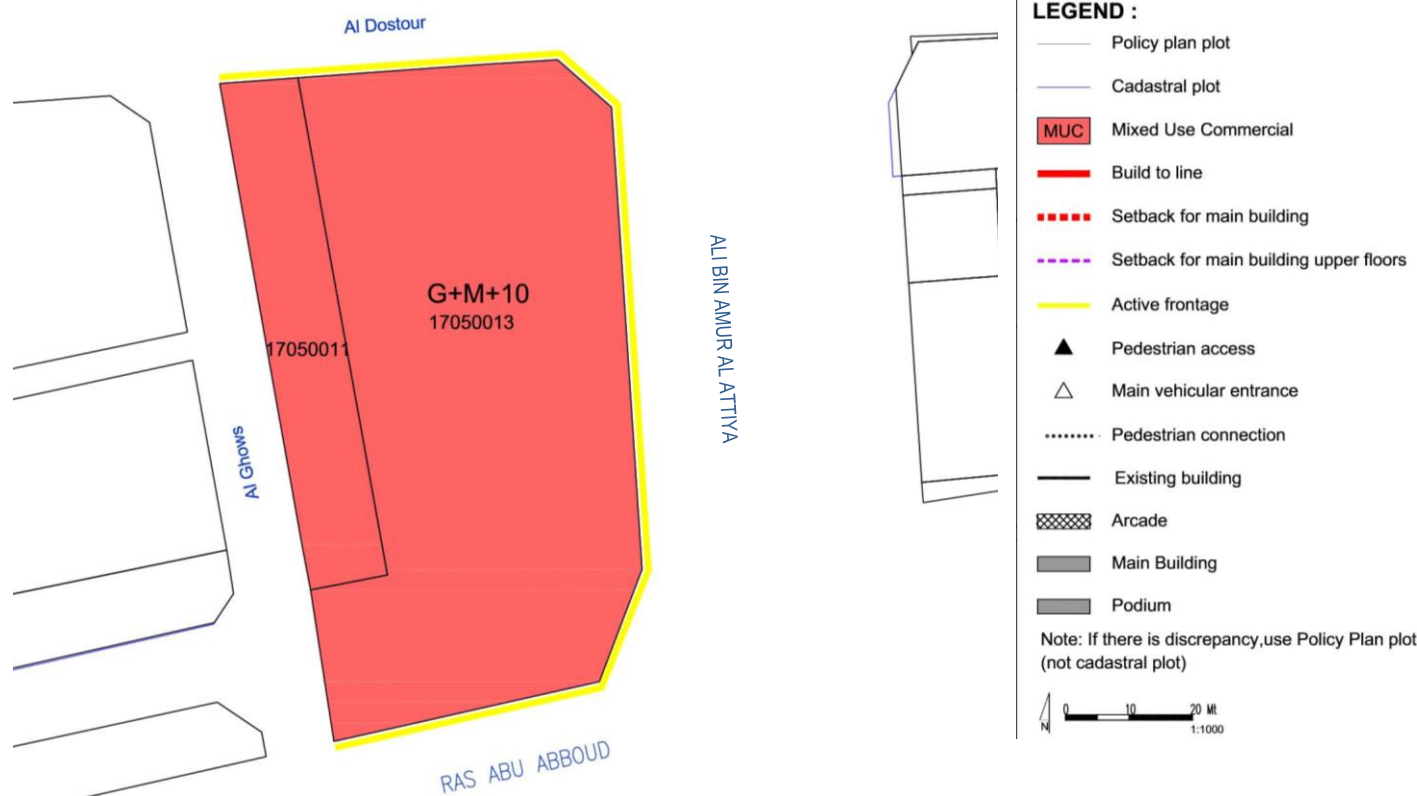 Al Dostour
G+M+10
17050013
17050011
ALI BIN AMUR AL ATTIYA
Al Ghows
RAS ABU ABBOUD
LEGEND :
Policy plan plot
Cadastral plot
MUC Mixed Use Commercial
Build to line
Setback for main building
Setback for main building upper floors
Active frontage
Pedestrian access
Main vehicular entrance
Pedestrian connection
Existing building
Arcade
Main Building
Podium
Note: If there is discrepancy,use Policy Plan plot
(not cadastral plot)
N 0 10 20 Mt
1:1000